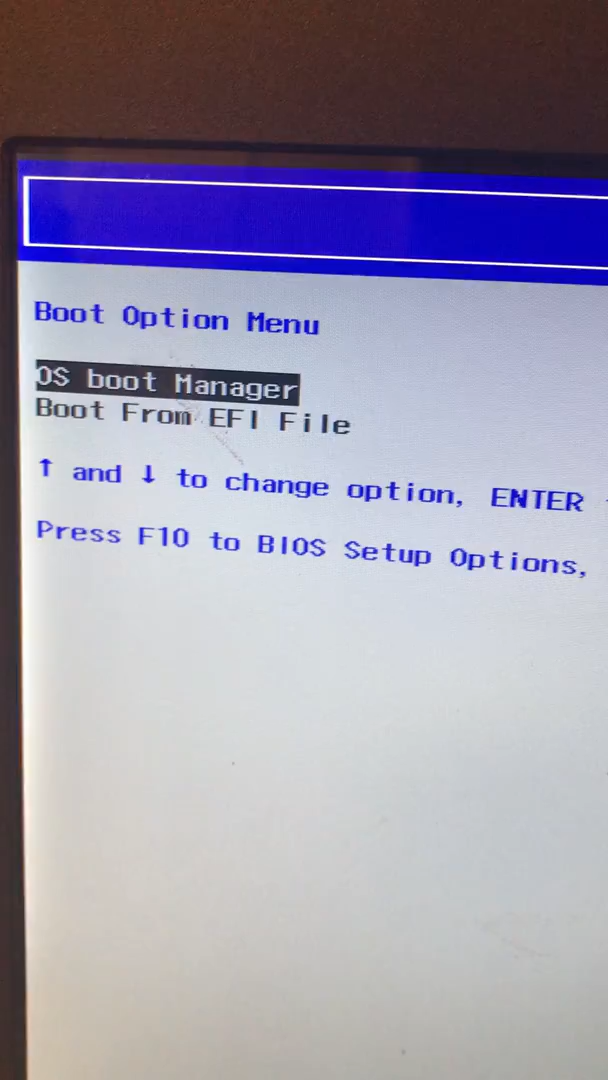 Boot Option Menu
OS boot Manager
Boot From EFI File
↑ and ↓ to change option, ENTER
Press F10 to BIOS Setup Options,